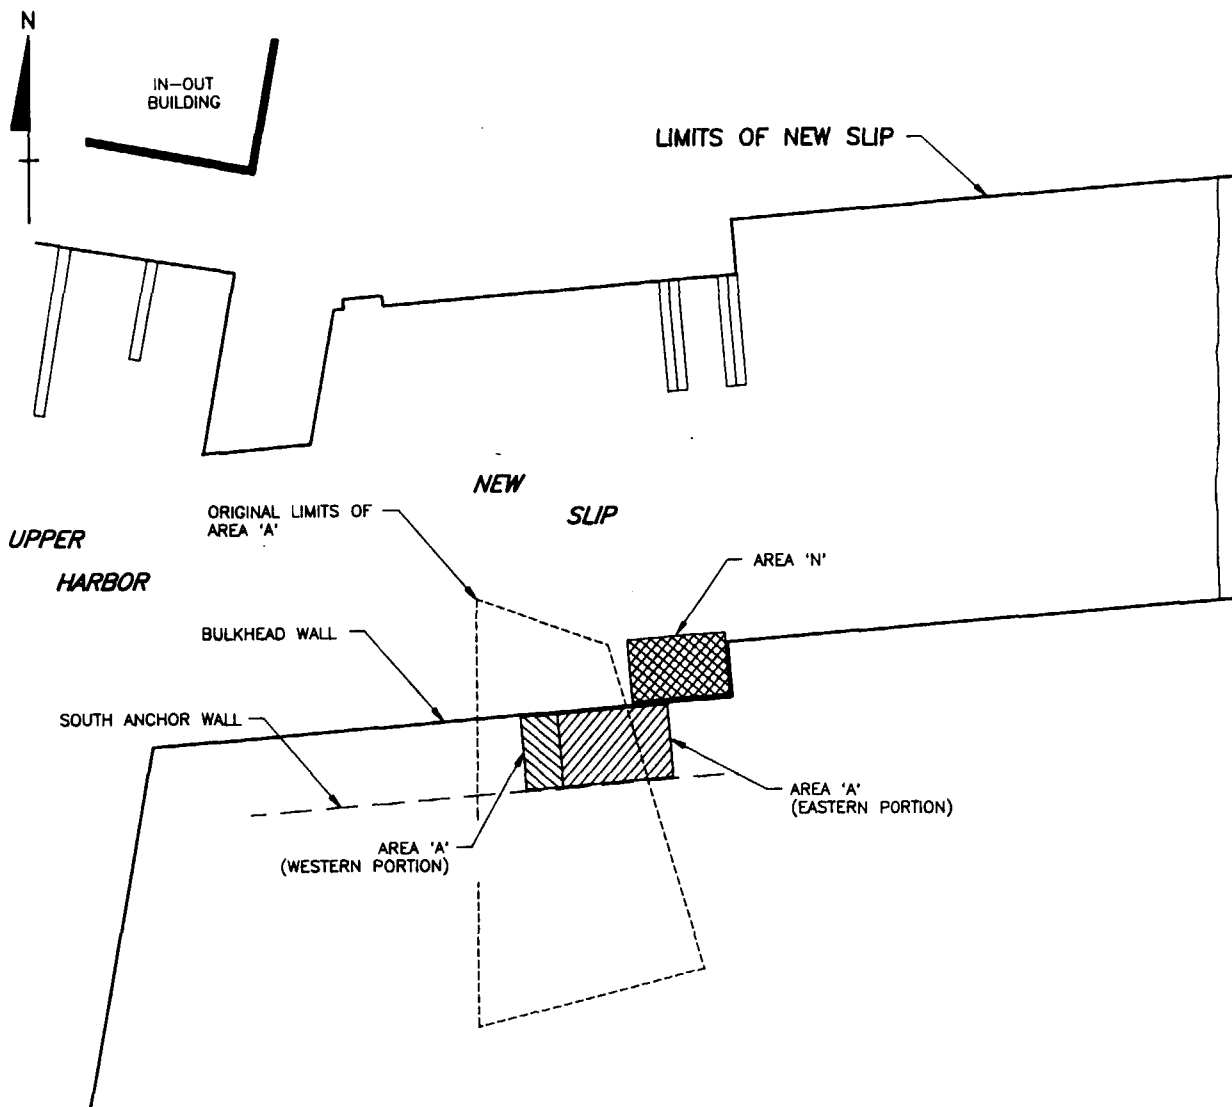 N
IN-OUT
BUILDING
LIMITS OF NEW SLIP
NEW
SLIP
ORIGINAL LIMITS OF
AREA 'A'
UPPER
HARBOR
AREA 'N'
BULKHEAD WALL
SOUTH ANCHOR WALL
AREA 'A'
(EASTERN PORTION)
AREA 'A'
(WESTERN PORTION)